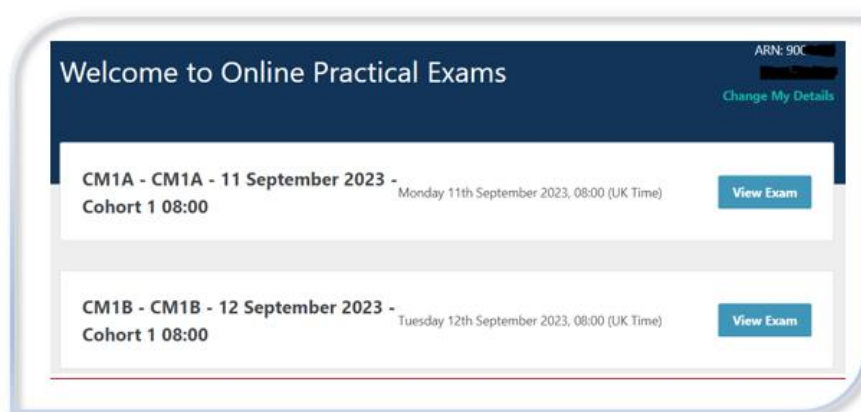 ARN: 900
Welcome to Online Practical Exams
Change My Details
CM1A - CM1A - 11 September 2023 -
Cohort 1 08:00
Monday 11th September 2023, 08:00 (UK Time)
View Exam
CM1B - CM1B - 12 September 2023 -
Cohort 1 08:00
Tuesday 12th September 2023, 08:00 (UK Time)
View Exam